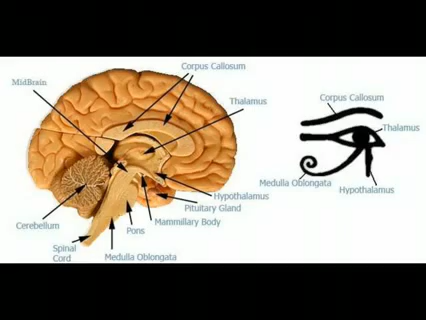 Corpus Callosum
MidBrain
Thalamus
Hypothalamus
Pituitary Gland
Mammillary Body
Pons
Cerebellum
Spinal
Cord
Medulla Oblongata
Corpus Callosum
Thalamus
Medulla Oblongata
Hypothalamus